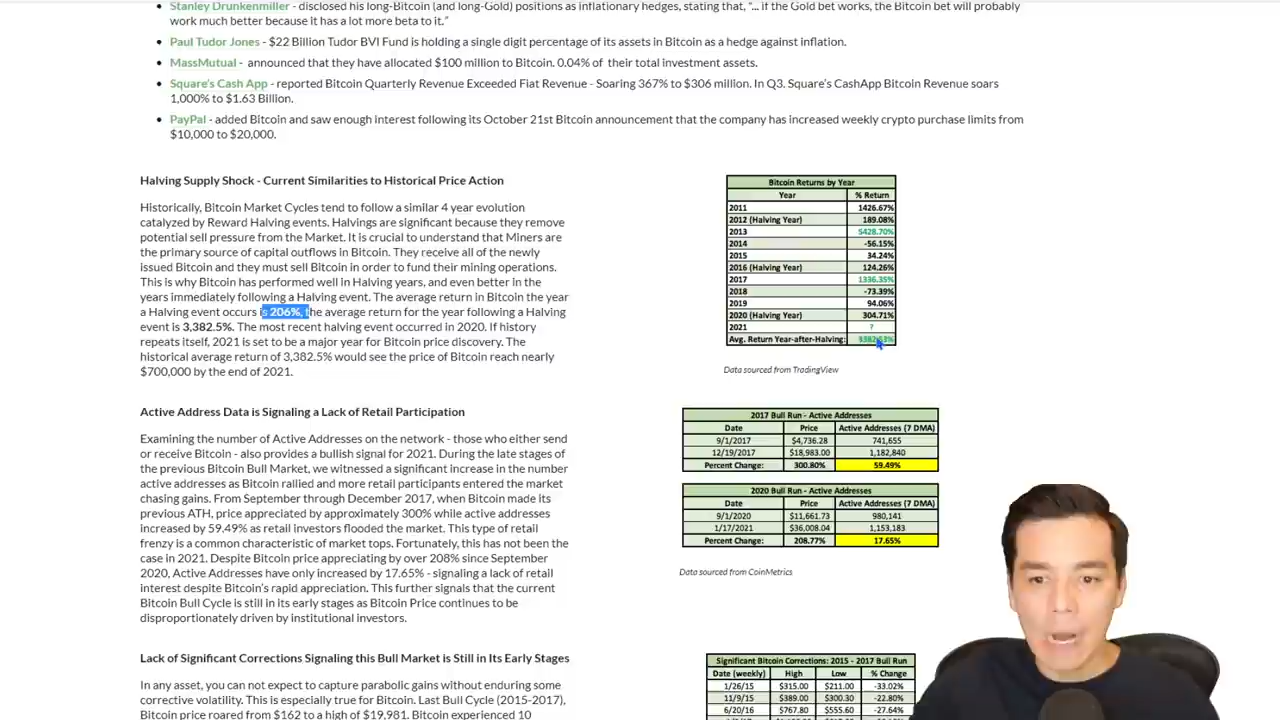 Stanley Drunkenmiller - disclosed his long-Bitcoin (and long-Gold) positions as inflationary hedges, stating that, "... if the Gold bet works, the Bitcoin bet will probably
work much better because it has a lot more beta to it."
Paul Tudor Jones - $22 Billion Tudor BVI Fund is holding a single digit percentage of its assets in Bitcoin as a hedge against inflation.
MassMutual - announced that they have allocated $100 million to Bitcoin. 0.04% of their total investment assets.
Square's Cash App - reported Bitcoin Quarterly Revenue Exceeded Fiat Revenue - Soaring 367% to $306 million. In Q3. Square's CashApp Bitcoin Revenue soars
1,000% to $1.63 Billion.
PayPal - added Bitcoin and saw enough interest following its October 21st Bitcoin announcement that the company has increased weekly crypto purchase limits from
$10,000 to $20,000.
Halving Supply Shock - Current Similarities to Historical Price Action
Historically, Bitcoin Market Cycles tend to follow a similar 4 year evolution
catalyzed by Reward Halving events. Halvings are significant because they remove
potential sell pressure from the Market. It is crucial to understand that Miners are
the primary source of capital outflows in Bitcoin. They receive all of the newly
issued Bitcoin and they must sell Bitcoin in order to fund their mining operations.
This is why Bitcoin has performed well in Halving years, and even better in the
years immediately following a Halving event. The average return in Bitcoin the year
a Halving event occurs is 206%, the average return for the year following a Halving
event is 3,382.5%. The most recent halving event occurred in 2020. If history
repeats itself, 2021 is set to be a major year for Bitcoin price discovery. The
historical average return of 3,382.5% would see the price of Bitcoin reach nearly
$700,000 by the end of 2021.
Bitcoin Returns by Year
Year % Return
2011 1426.67%
2012 (Halving Year) 189.08%
2013 5428.70%
2014 -56.15%
2015 34.24%
2016 (Halving Year) 124.26%
2017 1336.35%
2018 -73.39%
2019 94.06%
2020 (Halving Year) 304.71%
2021 ?
Avg. Return Year-after-Halving:
Data sourced from TradingView
Active Address Data is Signaling a Lack of Retail Participation
Examining the number of Active Addresses on the network - those who either send
or receive Bitcoin - also provides a bullish signal for 2021. During the late stages of
the previous Bitcoin Bull Market, we witnessed a significant increase in the number
active addresses as Bitcoin rallied and more retail participants entered the market
chasing gains. From September through December 2017, when Bitcoin made its
previous ATH, price appreciated by approximately 300% while active addresses
increased by 59.49% as retail investors flooded the market. This type of retail
frenzy is a common characteristic of market tops. Fortunately, this has not been the
case in 2021. Despite Bitcoin price appreciating by over 208% since September
2020, Active Addresses have only increased by 17.65% - signaling a lack of retail
interest despite Bitcoin's rapid appreciation. This further signals that the current
Bitcoin Bull Cycle is still in its early stages as Bitcoin Price continues to be
disproportionately driven by institutional investors.
2017 Bull Run - Active Addresses
Date Price Active Addresses (7 DMA)
9/1/2017 $4,736.28 741,655
12/19/2017 $18,983.00 1,182,840
Percent Change: 300.80% 59.49%
2020 Bull Run - Active Addresses
Date Price Active Addresses (7 DMA)
9/1/2020 $11,661.73 980,141
1/17/2021 $36,008.04 1,153,183
Percent Change: 208.77% 17.65%
Data sourced from CoinMetrics
Lack of Significant Corrections Signaling this Bull Market is Still in Its Early Stages
In any asset, you can not expect to capture parabolic gains without enduring some
corrective volatility. This is especially true for Bitcoin. Last Bull Cycle (2015-2017),
Bitcoin price roared from $162 to a high of $19,981. Bitcoin experienced 10
Significant Bitcoin Corrections: 2015 - 2017 Bull Run
Date (weekly) High Low % Change
1/26/15 $315.00 $211.00 -33.02%
11/9/15 $389.00 $300.30 -22.80%
6/20/16 $767.80 $555.60 -27.64%